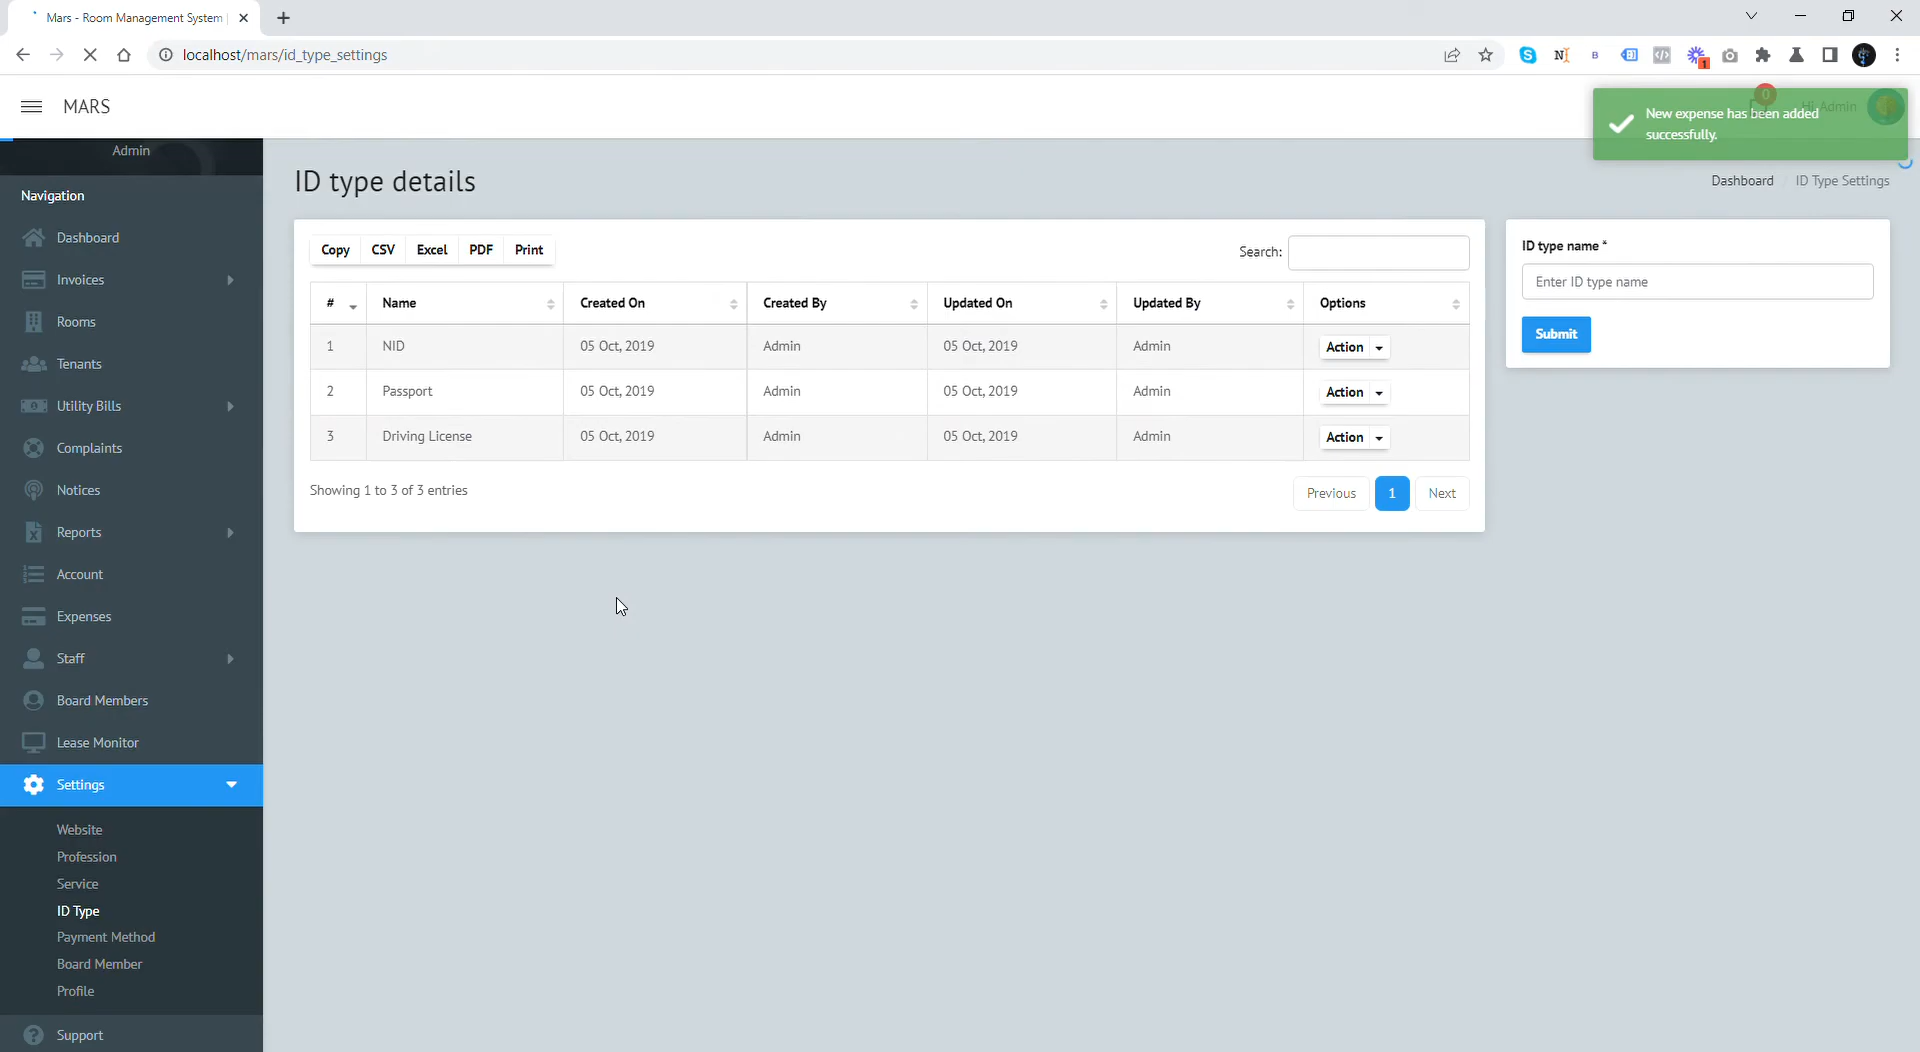 Mars - Room Management System
localhost/mars/id_type_settings
1
MARS
0
Hi, Admin
New expense has been added
successfully.
Admin
Navigation
Dashboard
Invoices
Rooms
Tenants
Utility Bills
Complaints
Notices
Reports
Account
Expenses
Staff
Board Members
Lease Monitor
Settings
Website
Profession
Service
ID Type
Payment Method
Board Member
Profile
Support
ID type details
Dashboard / ID Type Settings
Copy CSV Excel PDF Print
Search:
# Name Created On Created By Updated On Updated By Options
1 NID 05 Oct, 2019 Admin 05 Oct, 2019 Admin Action
2 Passport 05 Oct, 2019 Admin 05 Oct, 2019 Admin Action
3 Driving License 05 Oct, 2019 Admin 05 Oct, 2019 Admin Action
Showing 1 to 3 of 3 entries
Previous 1 Next
ID type name *
Enter ID type name
Submit